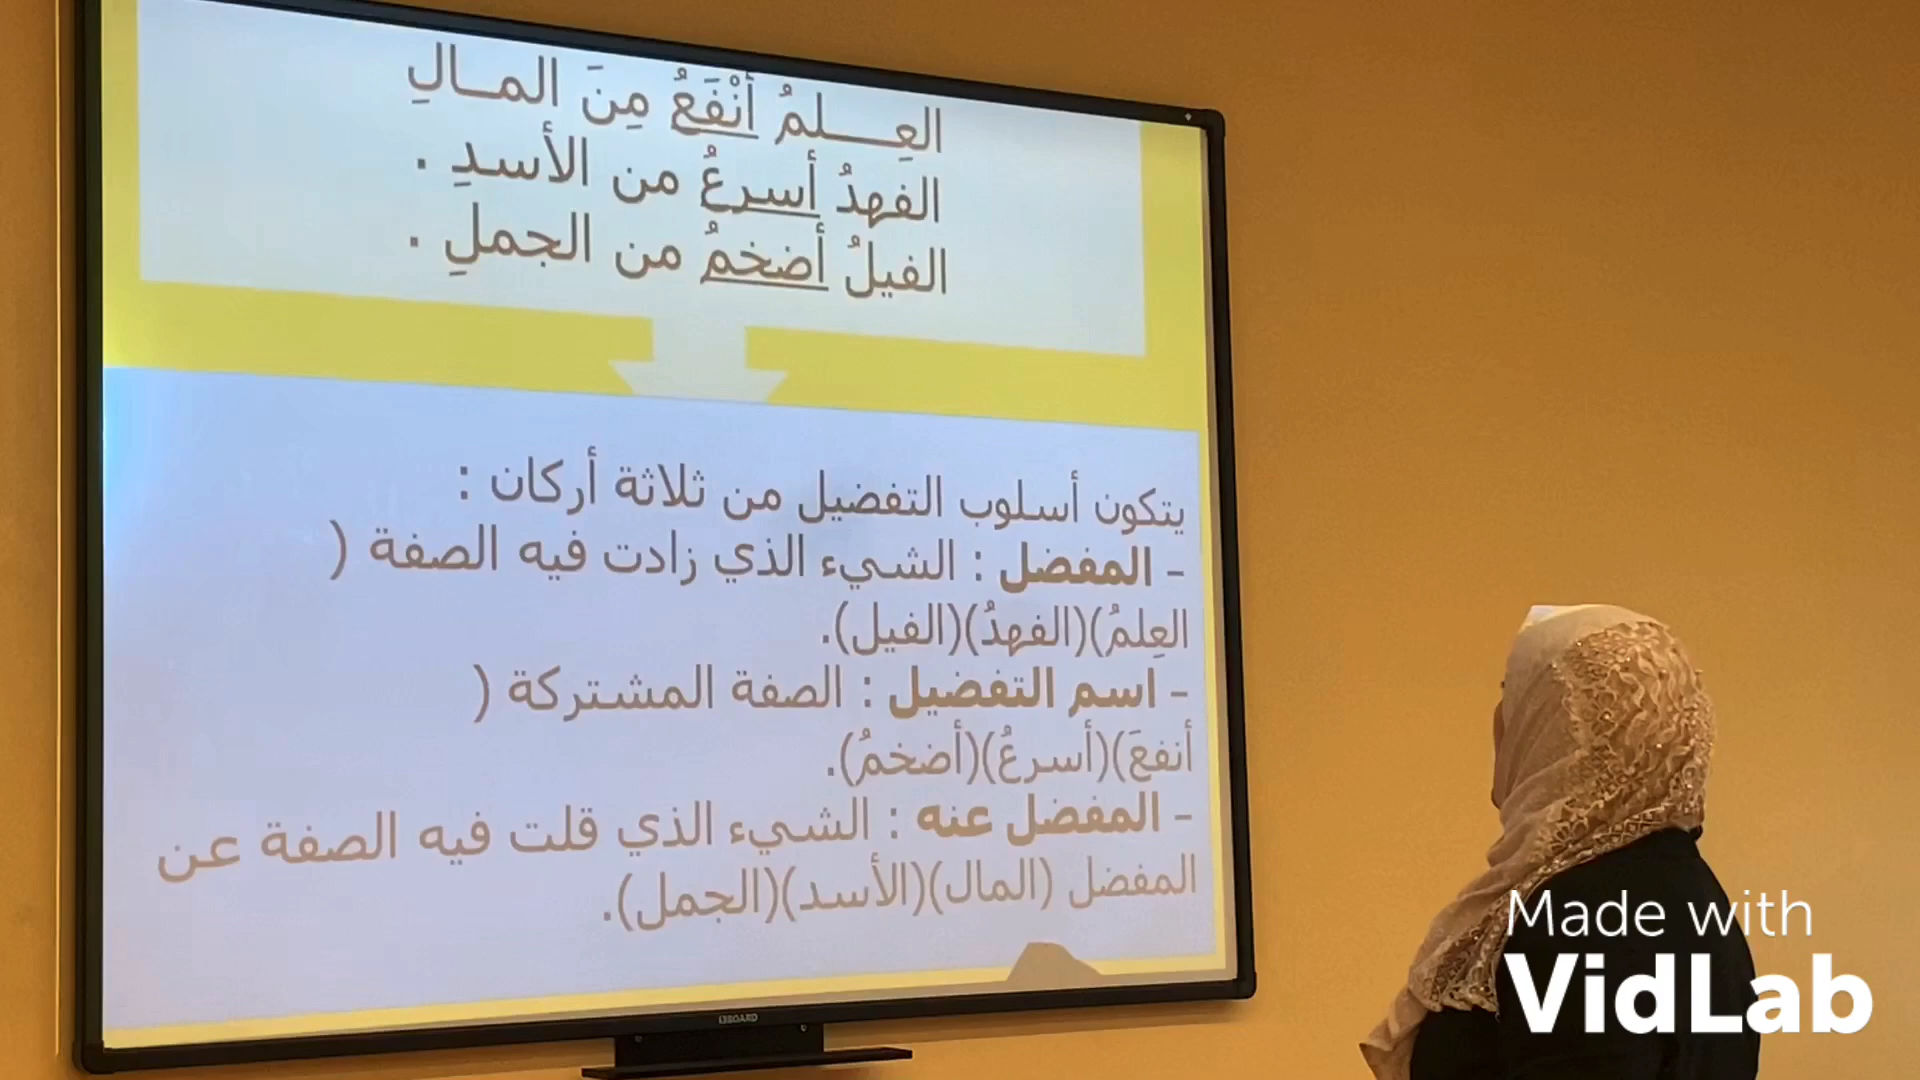 العِـــلمُ أنْفَعُ مِنَ المــالِ
الفهدُ أسرعُ من الأسدِ .
الفيلُ أضخمُ من الجملِ .
يتكون أسلوب التفضيل من ثلاثة أركان :
- المفضل : الشيء الذي زادت فيه الصفة (
العِلمُ)(الفهدُ)(الفيل).
- اسم التفضيل : الصفة المشتركة (
أنفعَ)(أسرعُ)(أضخمُ).
- المفضل عنه : الشيء الذي قلت فيه الصفة عن
المفضل (المال)(الأسد)(الجمل).
Made with
VidLab